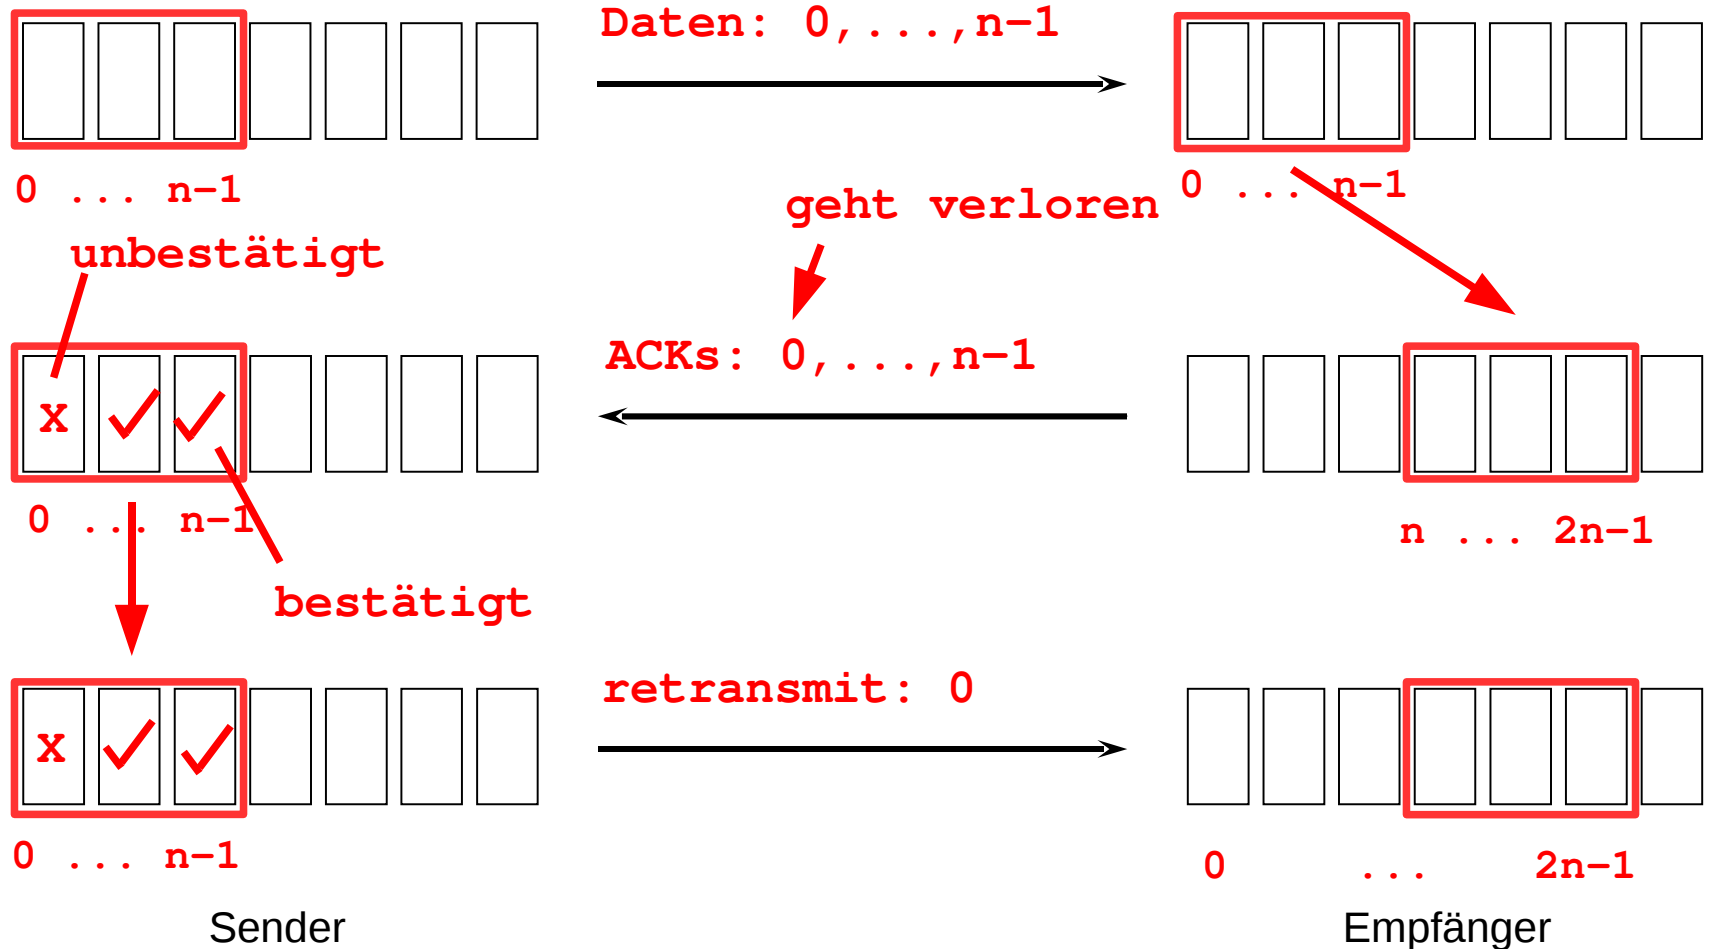 Daten: 0,...,n-1
0 ... n-1
0 ... n-1
geht verloren
unbestätigt
ACKs: 0,...,n-1
x
0 ... n-1
n ... 2n-1
bestätigt
retransmit: 0
x
0 ... n-1
0 ... 2n-1
Sender
Empfänger